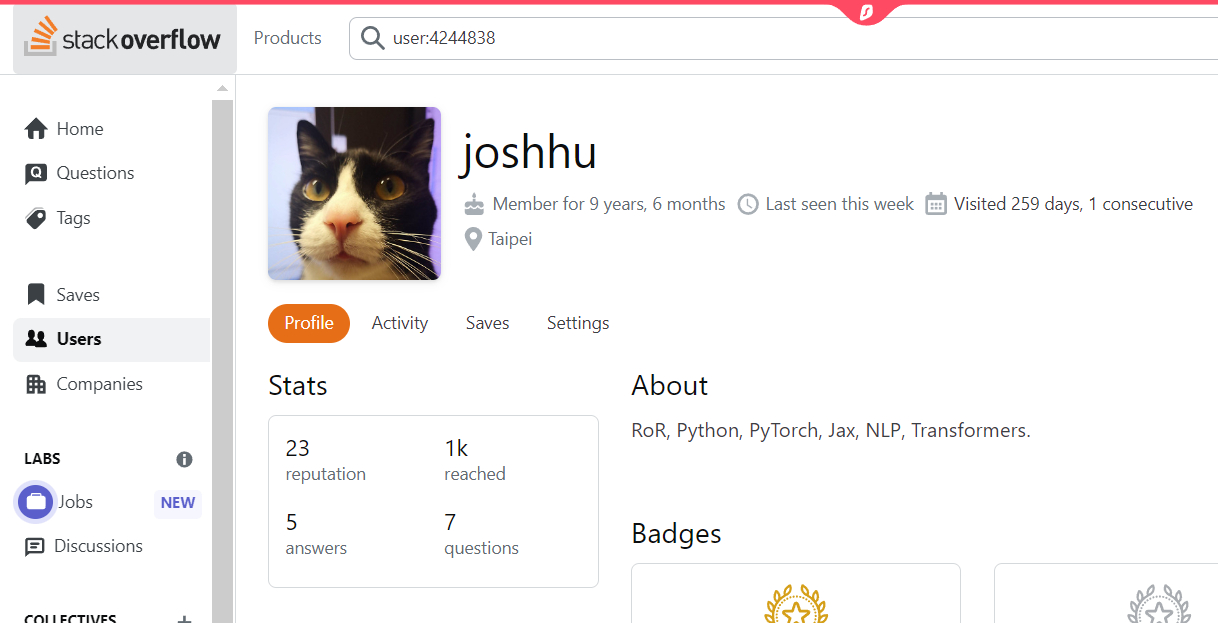 stackoverflow
Products
user:4244838
Home
Questions
Tags
Saves
Users
Companies
LABS
Jobs NEW
Discussions
COLLECTIVES
joshhu
Member for 9 years, 6 months Last seen this week Visited 259 days, 1 consecutive
Taipei
Profile Activity Saves Settings
Stats
23 1k
reputation reached
5 7
answers questions
About
RoR, Python, PyTorch, Jax, NLP, Transformers.
Badges